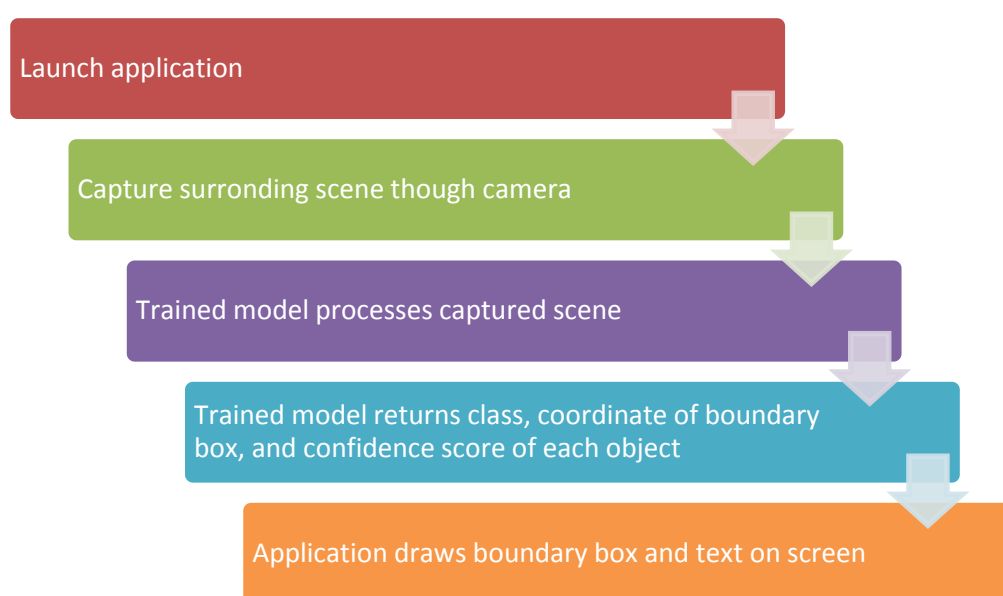 Launch application
Capture surronding scene though camera
Trained model processes captured scene
Trained model returns class, coordinate of boundary
box, and confidence score of each object
Application draws boundary box and text on screen